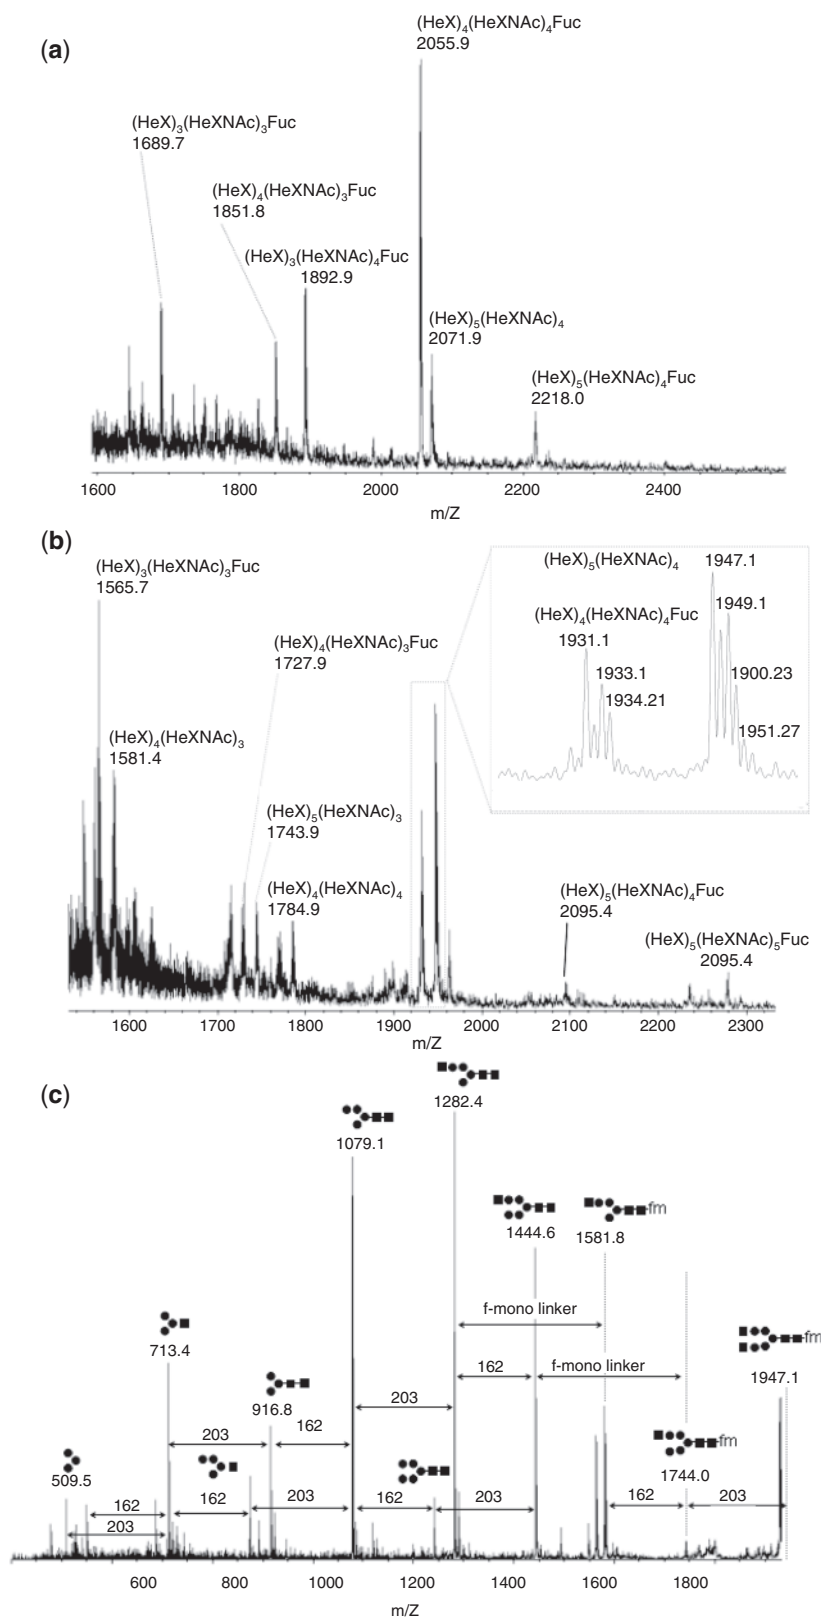 (a)
(HeX)₄(HeXNAc)₄Fuc
2055.9
(HeX)₃(HeXNAc)₃Fuc
1689.7
(HeX)₄(HeXNAc)₃Fuc
1851.8
(HeX)₃(HeXNAc)₄Fuc
1892.9
(HeX)₅(HeXNAc)₄
2071.9
(HeX)₅(HeXNAc)₄Fuc
2218.0
1600 1800 2000 2200 2400
m/Z
(b)
(HeX)₃(HeXNAc)₃Fuc
1565.7
(HeX)₄(HeXNAc)₃
1581.4
(HeX)₄(HeXNAc)₃Fuc
1727.9
(HeX)₅(HeXNAc)₃
1743.9
(HeX)₄(HeXNAc)₄
1784.9
(HeX)₅(HeXNAc)₄
1947.1
(HeX)₄(HeXNAc)₄Fuc
1931.1
1949.1
1933.1
1900.23
1934.21
1951.27
(HeX)₅(HeXNAc)₄Fuc
2095.4
(HeX)₅(HeXNAc)₅Fuc
2095.4
1600 1700 1800 1900 2000 2100 2200 2300
m/Z
(c)
1282.4
1079.1
fm
1444.6
fm
1581.8
f-mono linker
713.4
fm
1947.1
162
f-mono linker
916.8
203
203
162
fm
1744.0
509.5
162
203
162
203
162
203
162
203
600 800 1000 1200 1400 1600 1800
m/Z